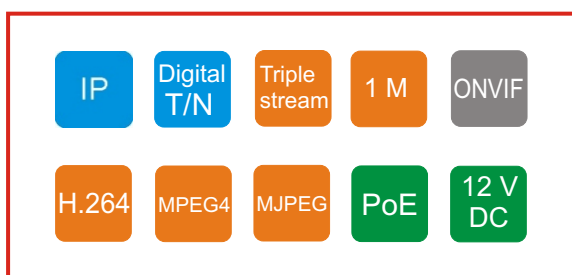 IP
Digital
T/N
Triple
stream
1 M
ONVIF
H.264
MPEG4
MJPEG
PoE
12 V
DC